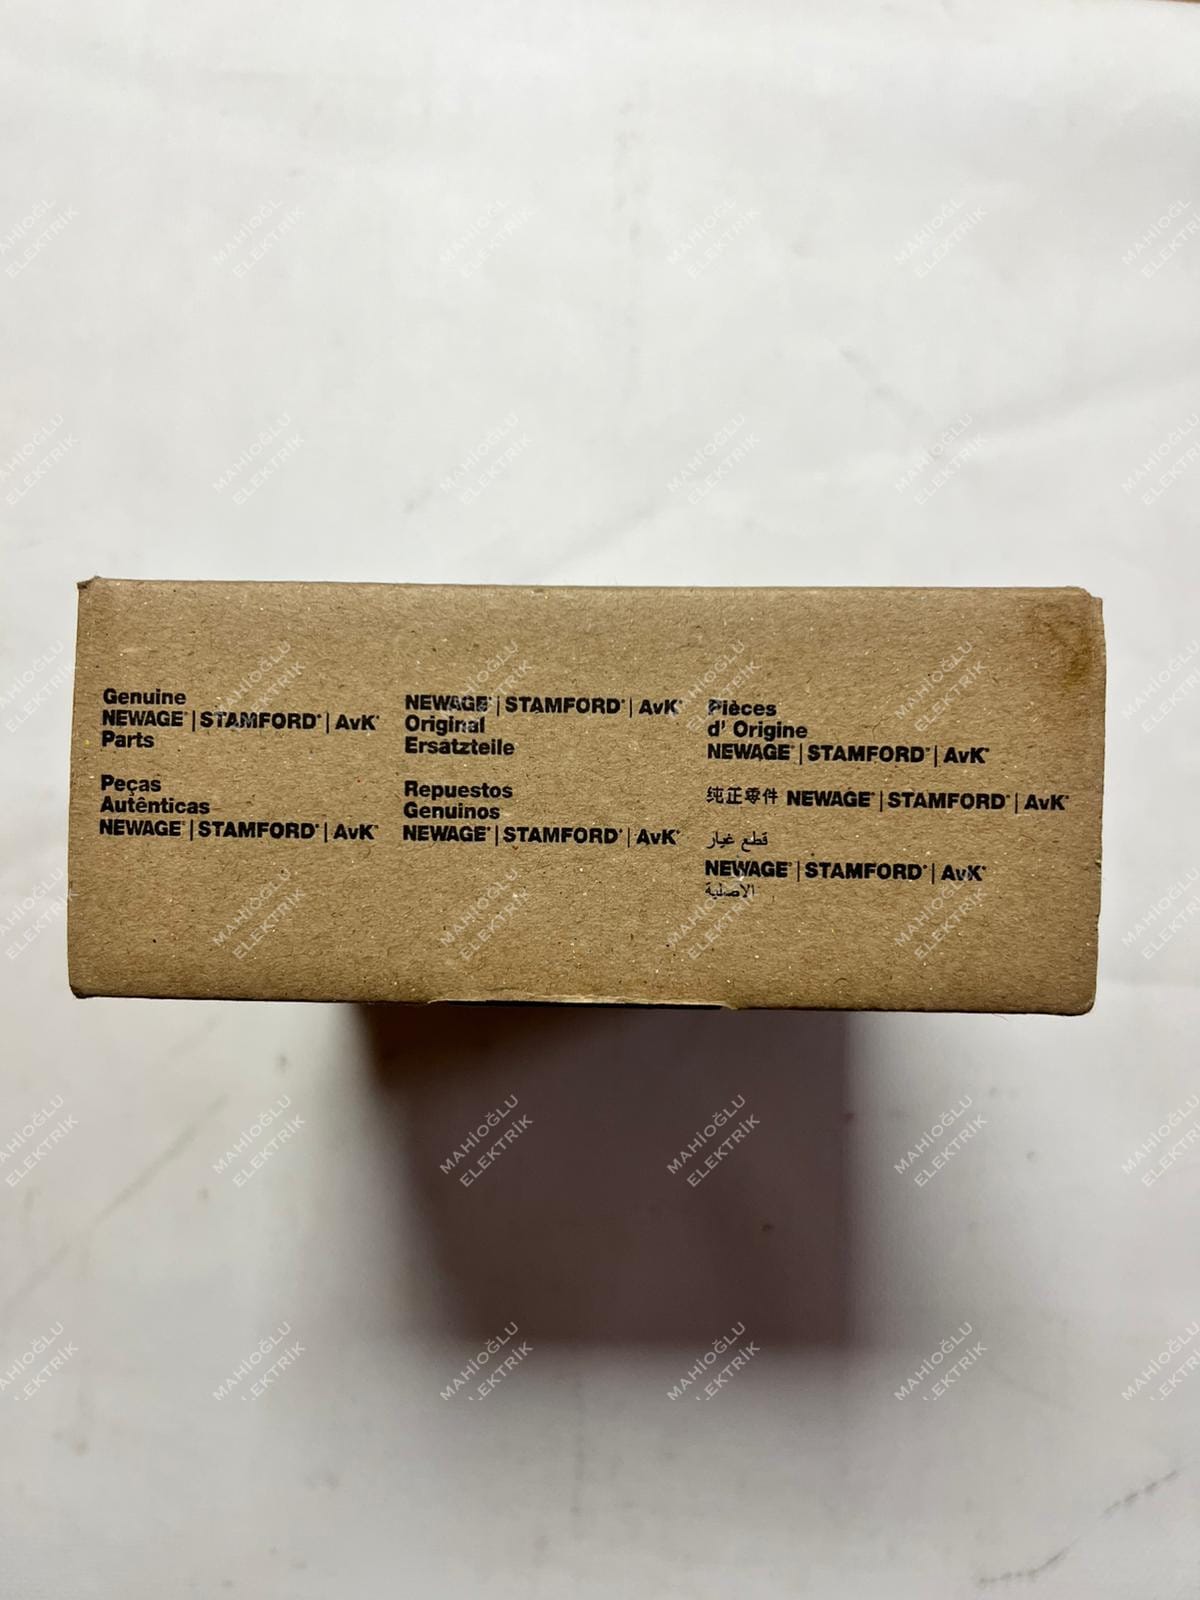 Genuine
NEWAGE® | STAMFORD® | AvK®
Parts
Peças
Autênticas
NEWAGE® | STAMFORD® | AvK®
NEWAGE® | STAMFORD® | AvK®
Original
Ersatzteile
Repuestos
Genuinos
NEWAGE® | STAMFORD® | AvK®
Pièces
d' Origine
NEWAGE® | STAMFORD® | AvK®
纯正零件 NEWAGE® | STAMFORD® | AvK®
قطع غيار
NEWAGE® | STAMFORD® | AvK®
الاصلية
MAHİOĞLU
ELEKTRİK